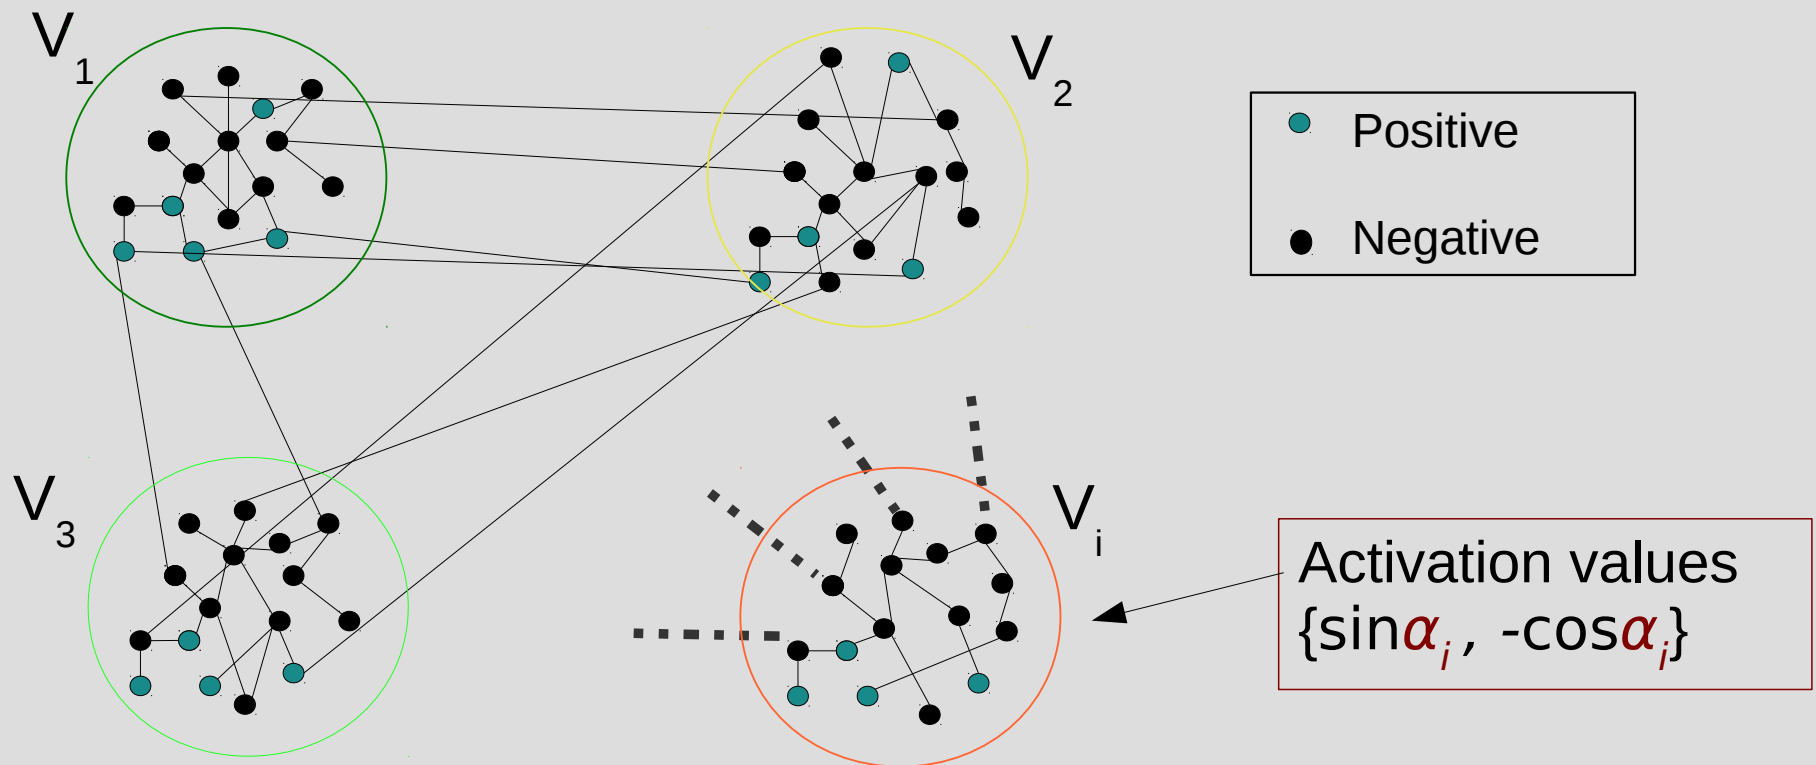 V1
V2
Positive
Negative
V3
Vi
Activation values
{sinαi, -cosαi}